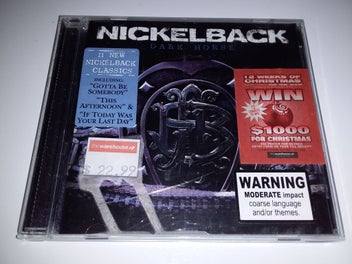 NICKELBACK
DARK HORSE
11 NEW
NICKELBACK
CLASSICS
INCLUDING:
"GOTTA BE
SOMEBODY"
"THIS
AFTERNOON" &
"IF TODAY WAS
YOUR LAST DAY"
the warehouse
$ 22.99
12 WEEKS OF
CHRISTMAS
WIN
$1000
FOR CHRISTMAS
the warehouse
WARNING
MODERATE impact
coarse language
and/or themes.